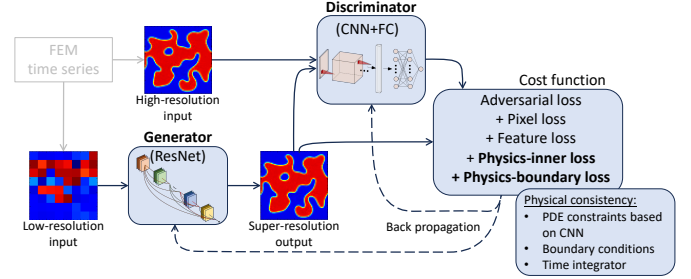 Discriminator
(CNN+FC)
FEM
time series
High-resolution
input
Cost function
Adversarial loss
+ Pixel loss
+ Feature loss
+ Physics-inner loss
+ Physics-boundary loss
Generator
(ResNet)
Low-resolution
input
Super-resolution
output
Back propagation
Physical consistency:
• PDE constraints based
on CNN
• Boundary conditions
• Time integrator